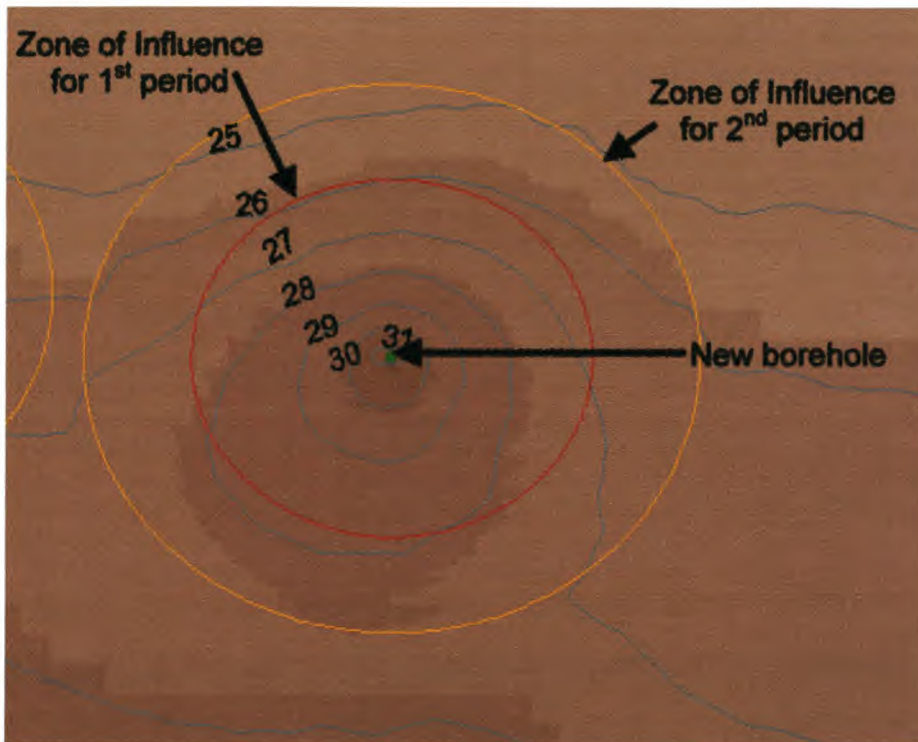 Zone of Influence
for 1st period
Zone of Influence
for 2nd period
25
26
27
28
29
30
31
New borehole